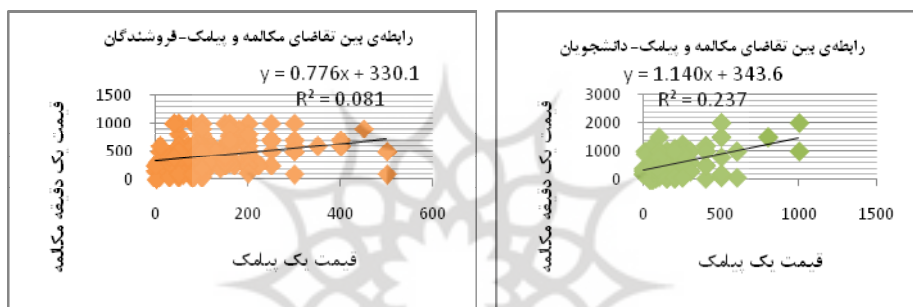 رابطه‌ی بین تقاضای مکالمه و پیامک-فروشندگان
y = 0.776x + 330.1
R² = 0.081
قیمت یک دقیقه مکالمه
1500
1000
500
0
0 200 400 600
قیمت یک پیامک
رابطه‌ی بین تقاضای مکالمه و پیامک-دانشجویان
y = 1.140x + 343.6
R² = 0.237
قیمت یک دقیقه مکالمه
3000
2000
1000
0
0 500 1000 1500
قیمت یک پیامک